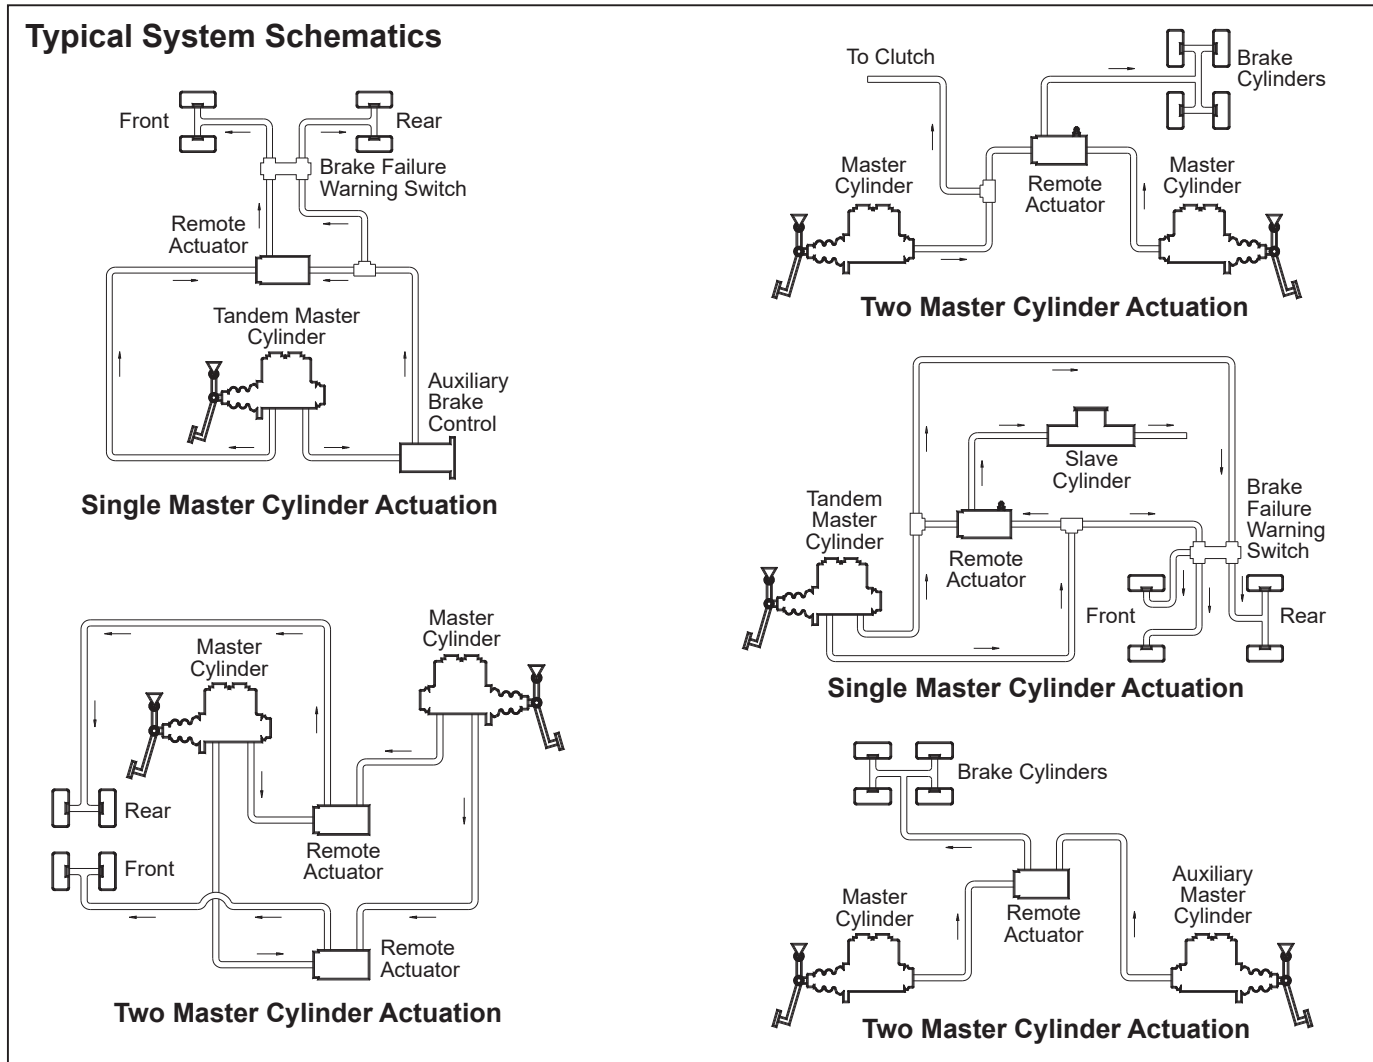 Typical System Schematics
Front
Rear
Brake Failure
Warning Switch
Remote
Actuator
Tandem Master
Cylinder
Auxiliary
Brake
Control
Single Master Cylinder Actuation
To Clutch
Brake
Cylinders
Master
Cylinder
Remote
Actuator
Master
Cylinder
Two Master Cylinder Actuation
Slave
Cylinder
Tandem
Master
Cylinder
Remote
Actuator
Brake
Failure
Warning
Switch
Front
Rear
Single Master Cylinder Actuation
Master
Cylinder
Master
Cylinder
Rear
Remote
Actuator
Front
Remote
Actuator
Two Master Cylinder Actuation
Brake Cylinders
Master
Cylinder
Remote
Actuator
Auxiliary
Master
Cylinder
Two Master Cylinder Actuation